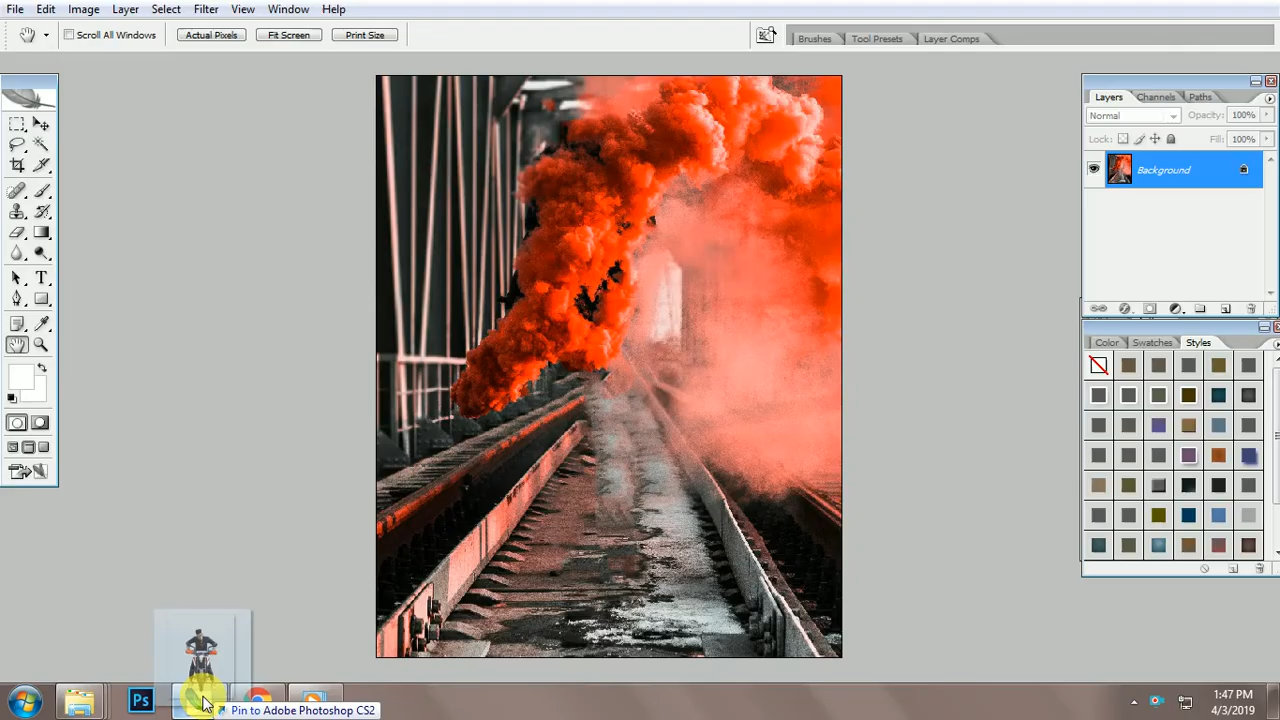 File Edit Image Layer Select Filter View Window Help
Scroll All Windows Actual Pixels Fit Screen Print Size Brushes Tool Presets Layer Comps
Layers Channels Paths
Normal Opacity: 100%
Lock: Fill: 100%
Background
Color Swatches Styles
T
Ps Pin to Adobe Photoshop CS2
1:47 PM
4/3/2019